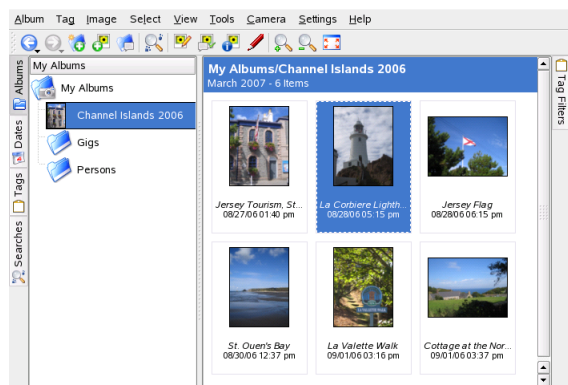 Album Tag Image Select View Tools Camera Settings Help
My Albums
My Albums
Channel Islands 2006
Gigs
Persons
Albums
Dates
Tags
Searches
My Albums/Channel Islands 2006
March 2007 - 6 Items
Jersey Tourism, St...
08/27/06 01:40 pm
La Corbiere Lighth...
08/28/06 05:15 pm
Jersey Flag
08/28/06 06:15 pm
St. Ouen's Bay
08/30/06 12:37 pm
La Valette Walk
09/01/06 03:16 pm
Cottage at the Nor...
09/01/06 03:37 pm
Tag Filters